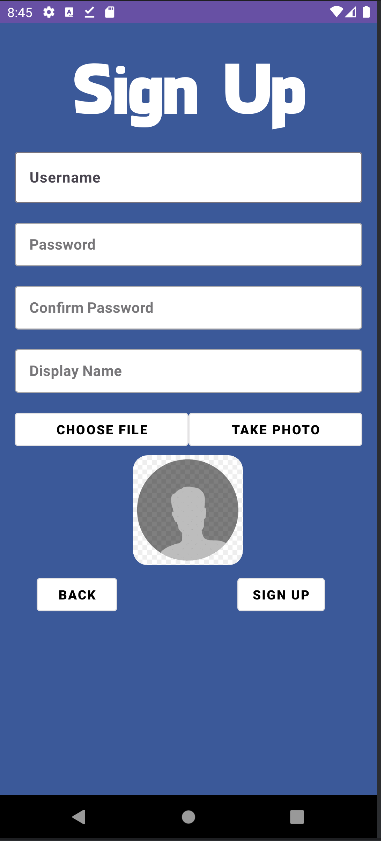 8:45
Sign Up
Username
Password
Confirm Password
Display Name
CHOOSE FILE TAKE PHOTO
BACK SIGN UP